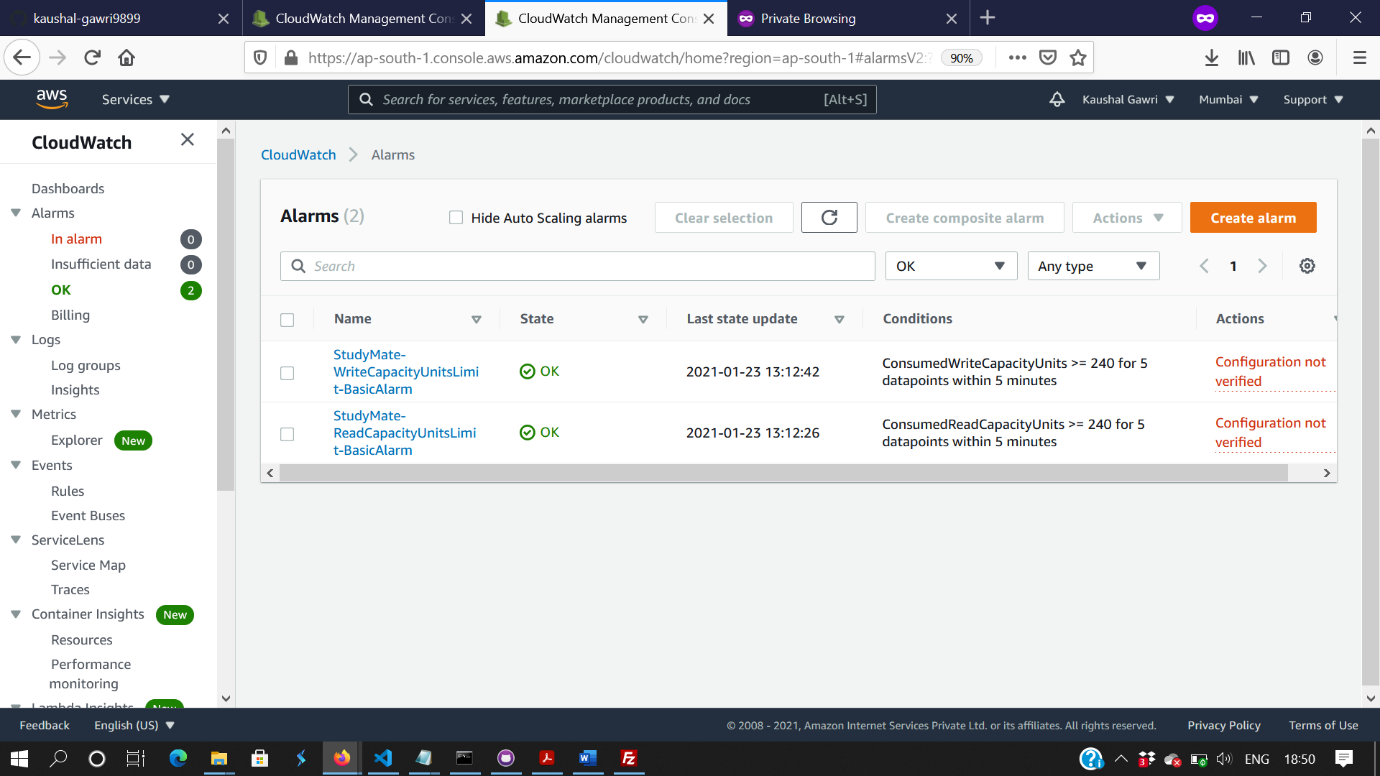 kaushal-gawri9899
CloudWatch Management Con
CloudWatch Management Con
Private Browsing
https://ap-south-1.console.aws.amazon.com/cloudwatch/home?region=ap-south-1#alarmsV2:?
90%
aws
Services
Search for services, features, marketplace products, and docs
[Alt+S]
Kaushal Gawri
Mumbai
Support
CloudWatch
Dashboards
Alarms
In alarm 0
Insufficient data 0
OK 2
Billing
Logs
Log groups
Insights
Metrics
Explorer New
Events
Rules
Event Buses
ServiceLens
Service Map
Traces
Container Insights New
Resources
Performance
monitoring
Lambda Insights New
CloudWatch
Alarms
Alarms (2)
Hide Auto Scaling alarms
Clear selection
Create composite alarm
Actions
Create alarm
Search
OK
Any type
1
Name
State
Last state update
Conditions
Actions
StudyMate-
WriteCapacityUnitsLimi
t-BasicAlarm
OK
2021-01-23 13:12:42
ConsumedWriteCapacityUnits >= 240 for 5
datapoints within 5 minutes
Configuration not
verified
StudyMate-
ReadCapacityUnitsLimi
t-BasicAlarm
OK
2021-01-23 13:12:26
ConsumedReadCapacityUnits >= 240 for 5
datapoints within 5 minutes
Configuration not
verified
Feedback
English (US)
© 2008 - 2021, Amazon Internet Services Private Ltd. or its affiliates. All rights reserved.
Privacy Policy
Terms of Use
3
ENG
18:50